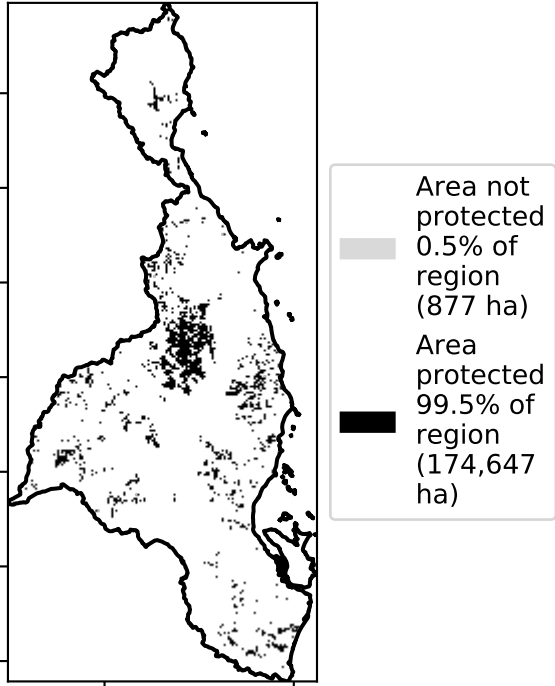 Area not
protected
0.5% of
region
(877 ha)
Area
protected
99.5% of
region
(174,647
ha)